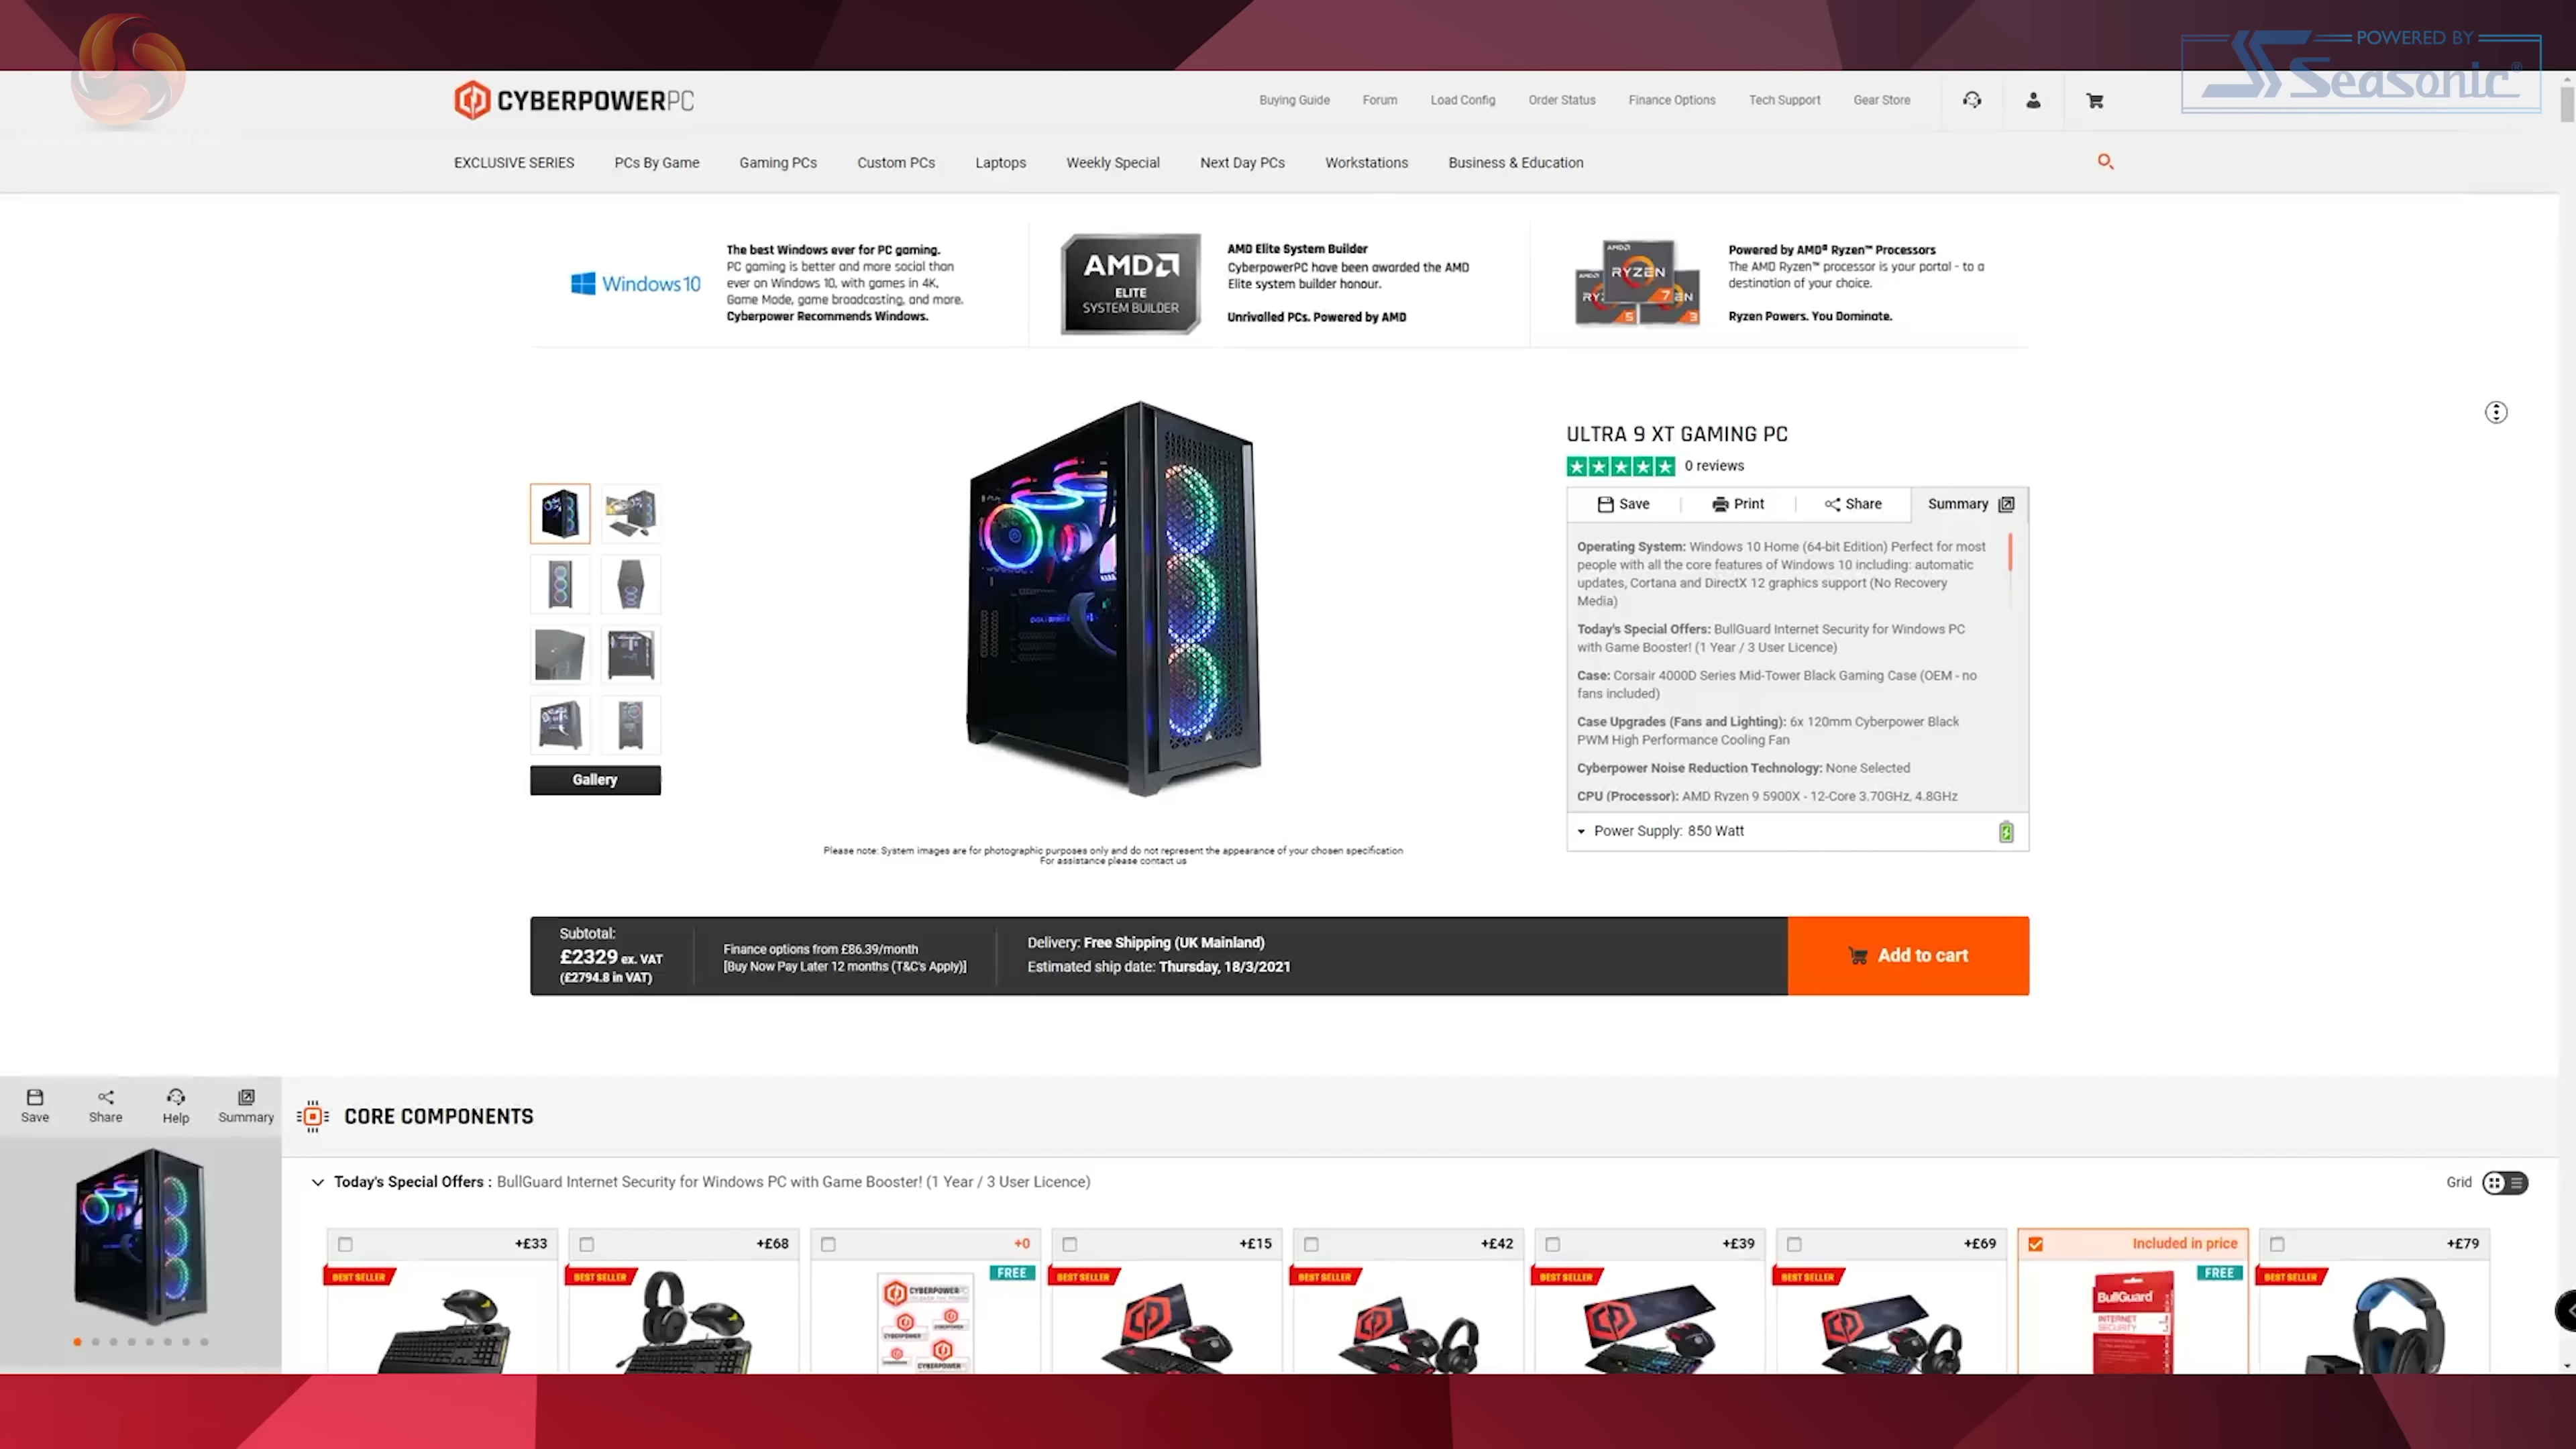 POWERED BY
Seasonic®
CYBERPOWERPC
Buying Guide
Forum
Load Config
Order Status
Finance Options
Tech Support
Gear Store
EXCLUSIVE SERIES
PCs By Game
Gaming PCs
Custom PCs
Laptops
Weekly Special
Next Day PCs
Workstations
Business & Education
Windows 10
The best Windows ever for PC gaming.
PC gaming is better and more social than
ever on Windows 10, with games in 4K,
Game Mode, game broadcasting, and more.
Cyberpower Recommends Windows.
AMD
ELITE
SYSTEM BUILDER
AMD Elite System Builder
CyberpowerPC have been awarded the AMD
Elite system builder honour.
Unrivalled PCs. Powered by AMD
AMD
RYZEN
7
5
3
Powered by AMD® Ryzen™ Processors
The AMD Ryzen™ processor is your portal - to a
destination of your choice.
Ryzen Powers. You Dominate.
Gallery
Please note: System images are for photographic purposes only and do not represent the appearance of your chosen specification
For assistance please contact us
ULTRA 9 XT GAMING PC
0 reviews
Save
Print
Share
Summary
Operating System: Windows 10 Home (64-bit Edition) Perfect for most
people with all the core features of Windows 10 including: automatic
updates, Cortana and DirectX 12 graphics support (No Recovery
Media)
Today's Special Offers: BullGuard Internet Security for Windows PC
with Game Booster! (1 Year / 3 User Licence)
Case: Corsair 4000D Series Mid-Tower Black Gaming Case (OEM - no
fans included)
Case Upgrades (Fans and Lighting): 6x 120mm Cyberpower Black
PWM High Performance Cooling Fan
Cyberpower Noise Reduction Technology: None Selected
CPU (Processor): AMD Ryzen 9 5900X - 12-Core 3.70GHz, 4.8GHz
Power Supply: 850 Watt
Subtotal:
£2329 ex. VAT
(£2794.8 in VAT)
Finance options from £86.39/month
[Buy Now Pay Later 12 months (T&C's Apply)]
Delivery: Free Shipping (UK Mainland)
Estimated ship date: Thursday, 18/3/2021
Add to cart
Save
Share
Help
Summary
CORE COMPONENTS
Today's Special Offers : BullGuard Internet Security for Windows PC with Game Booster! (1 Year / 3 User Licence)
Grid
+£33
+£68
+0
+£15
+£42
+£39
+£69
Included in price
+£79
BEST SELLER
BEST SELLER
FREE
BEST SELLER
BEST SELLER
BEST SELLER
BEST SELLER
FREE
BEST SELLER
CYBERPOWERPC
CYBERPOWER
BullGuard
INTERNET
SECURITY